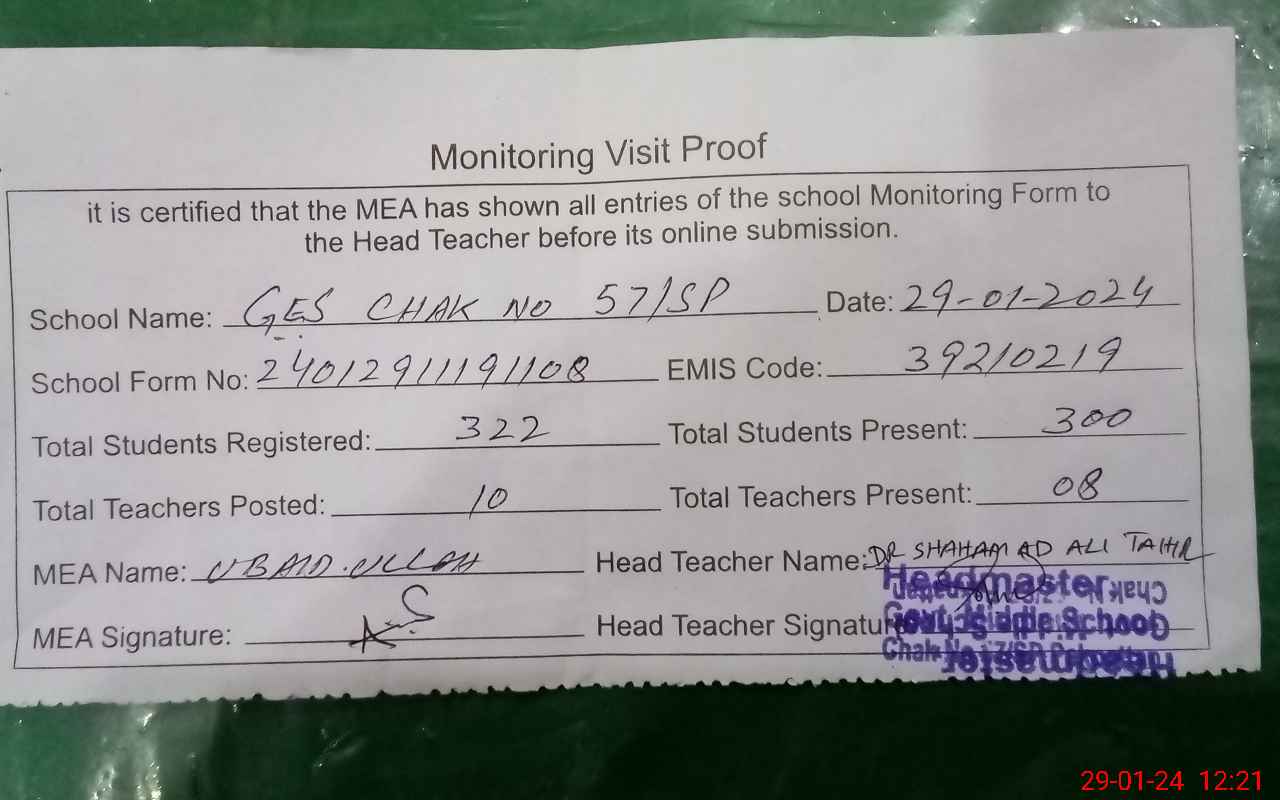 Monitoring Visit Proof
it is certified that the MEA has shown all entries of the school Monitoring Form to
the Head Teacher before its online submission.
School Name: GES CHAK NO 57/SP Date: 29-01-2024
School Form No: 24012911191108 EMIS Code: 39210219
Total Students Registered: 322 Total Students Present: 300
Total Teachers Posted: 10 Total Teachers Present: 08
MEA Name: UBAID.ULLAH Head Teacher Name: DR SHAHAMAD ALI TAHIR
Headmaster
MEA Signature: Head Teacher Signatur
Govt. Middle School
Chak No
29-01-24 12:21